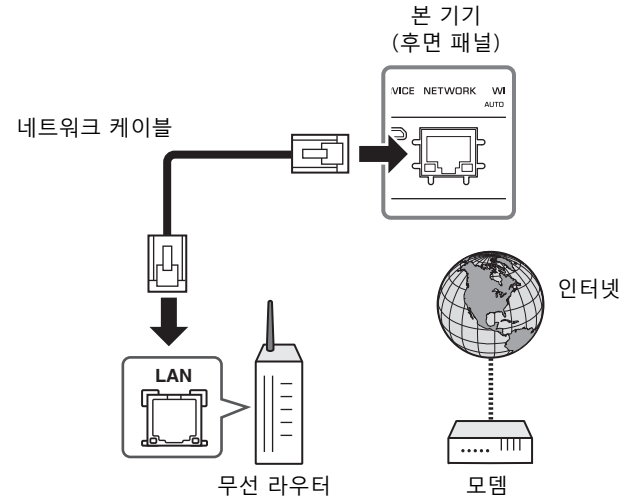 본 기기
(후면 패널)
VICE NETWORK WI
AUTO
네트워크 케이블
인터넷
LAN
무선 라우터
모뎀